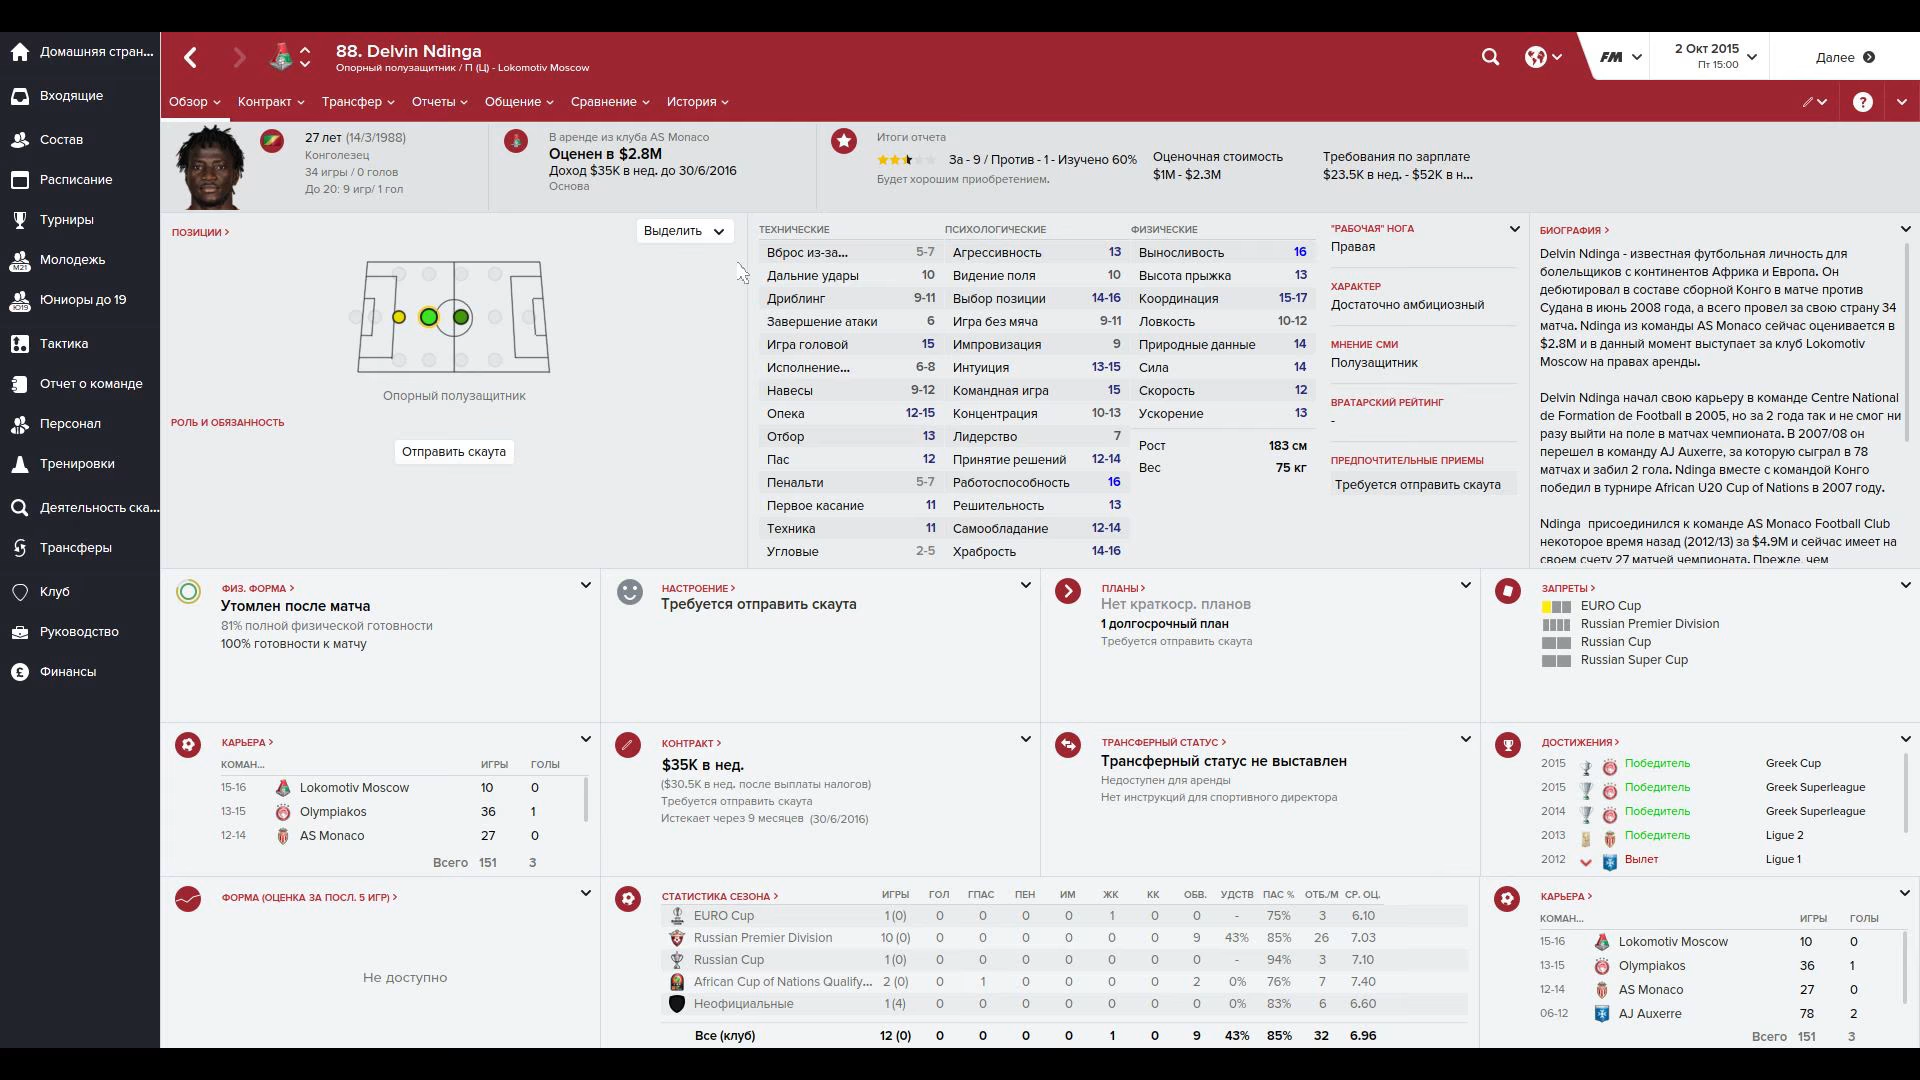 Домашняя стран...
Входящие
Состав
Расписание
Турниры
Молодежь
M21
Юниоры до 19
Ю19
Тактика
Отчет о команде
Персонал
Тренировки
Деятельность ска...
Трансферы
Клуб
Руководство
Финансы
88. Delvin Ndinga
Опорный полузащитник / П (Ц) - Lokomotiv Moscow
FM
2 Окт 2015
Пт 15:00
Далее
Обзор
Контракт
Трансфер
Отчеты
Общение
Сравнение
История
?
27 лет (14/3/1988)
Конголезец
34 игры / 0 голов
До 20: 9 игр/ 1 гол
В аренде из клуба AS Monaco
Оценен в $2.8M
Доход $35K в нед. до 30/6/2016
Основа
Итоги отчета
За - 9 / Против - 1 - Изучено 60%
Будет хорошим приобретением.
Оценочная стоимость
$1M - $2.3M
Требования по зарплате
$23.5K в нед. - $52K в н...
ПОЗИЦИИ >
Выделить
Опорный полузащитник
РОЛЬ И ОБЯЗАННОСТЬ
Отправить скаута
ТЕХНИЧЕСКИЕ
Вброс из-за... 5-7
Дальние удары 10
Дриблинг 9-11
Завершение атаки 6
Игра головой 15
Исполнение... 6-8
Навесы 9-12
Опека 12-15
Отбор 13
Пас 12
Пенальти 5-7
Первое касание 11
Техника 11
Угловые 2-5
ПСИХОЛОГИЧЕСКИЕ
Агрессивность 13
Видение поля 10
Выбор позиции 14-16
Игра без мяча 9-11
Импровизация 9
Интуиция 13-15
Командная игра 15
Концентрация 10-13
Лидерство 7
Принятие решений 12-14
Работоспособность 16
Решительность 13
Самообладание 12-14
Храбрость 14-16
ФИЗИЧЕСКИЕ
Выносливость 16
Высота прыжка 13
Координация 15-17
Ловкость 10-12
Природные данные 14
Сила 14
Скорость 12
Ускорение 13
Рост 183 см
Вес 75 кг
"РАБОЧАЯ" НОГА
Правая
ХАРАКТЕР
Достаточно амбициозный
МНЕНИЕ СМИ
Полузащитник
ВРАТАРСКИЙ РЕЙТИНГ
-
ПРЕДПОЧТИТЕЛЬНЫЕ ПРИЕМЫ
Требуется отправить скаута
БИОГРАФИЯ >
Delvin Ndinga - известная футбольная личность для
болельщиков с континентов Африка и Европа. Он
дебютировал в составе сборной Конго в матче против
Судана в июнь 2008 года, а всего провел за свою страну 34
матча. Ndinga из команды AS Monaco сейчас оценивается в
$2.8M и в данный момент выступает за клуб Lokomotiv
Moscow на правах аренды.
Delvin Ndinga начал свою карьеру в команде Centre National
de Formation de Football в 2005, но за 2 года так и не смог ни
разу выйти на поле в матчах чемпионата. В 2007/08 он
перешел в команду AJ Auxerre, за которую сыграл в 78
матчах и забил 2 гола. Ndinga вместе с командой Конго
победил в турнире African U20 Cup of Nations в 2007 году.
Ndinga присоединился к команде AS Monaco Football Club
некоторое время назад (2012/13) за $4.9M и сейчас имеет на
своем счету 27 матчей чемпионата. Прежде, чем
ФИЗ. ФОРМА >
Утомлен после матча
81% полной физической готовности
100% готовности к матчу
НАСТРОЕНИЕ >
Требуется отправить скаута
ПЛАНЫ >
Нет краткоср. планов
1 долгосрочный план
Требуется отправить скаута
ЗАПРЕТЫ >
EURO Cup
Russian Premier Division
Russian Cup
Russian Super Cup
КАРЬЕРА >
КОМАН... ИГРЫ ГОЛЫ
15-16 Lokomotiv Moscow 10 0
13-15 Olympiakos 36 1
12-14 AS Monaco 27 0
Всего 151 3
КОНТРАКТ >
$35K в нед.
($30.5K в нед. после выплаты налогов)
Требуется отправить скаута
Истекает через 9 месяцев (30/6/2016)
ТРАНСФЕРНЫЙ СТАТУС >
Трансферный статус не выставлен
Недоступен для аренды
Нет инструкций для спортивного директора
ДОСТИЖЕНИЯ >
2015 Победитель Greek Cup
2015 Победитель Greek Superleague
2014 Победитель Greek Superleague
2013 Победитель Ligue 2
2012 Вылет Ligue 1
ФОРМА (ОЦЕНКА ЗА ПОСЛ. 5 ИГР) >
Не доступно
СТАТИСТИКА СЕЗОНА > ИГРЫ ГОЛ ГПАС ПЕН ИМ ЖК КК ОБВ. УДСТВ ПАС % ОТБ./М СР. ОЦ.
EURO Cup 1 (0) 0 0 0 0 1 0 0 - 75% 3 6.10
Russian Premier Division 10 (0) 0 0 0 0 0 0 9 43% 85% 26 7.03
Russian Cup 1 (0) 0 0 0 0 0 0 0 - 94% 3 7.10
African Cup of Nations Qualify... 2 (0) 0 1 0 0 0 0 2 0% 76% 7 7.40
Неофициальные 1 (4) 0 0 0 0 0 0 0 0% 83% 6 6.60
Все (клуб) 12 (0) 0 0 0 0 1 0 9 43% 85% 32 6.96
КАРЬЕРА >
КОМАН... ИГРЫ ГОЛЫ
15-16 Lokomotiv Moscow 10 0
13-15 Olympiakos 36 1
12-14 AS Monaco 27 0
06-12 AJ Auxerre 78 2
Всего 151 3